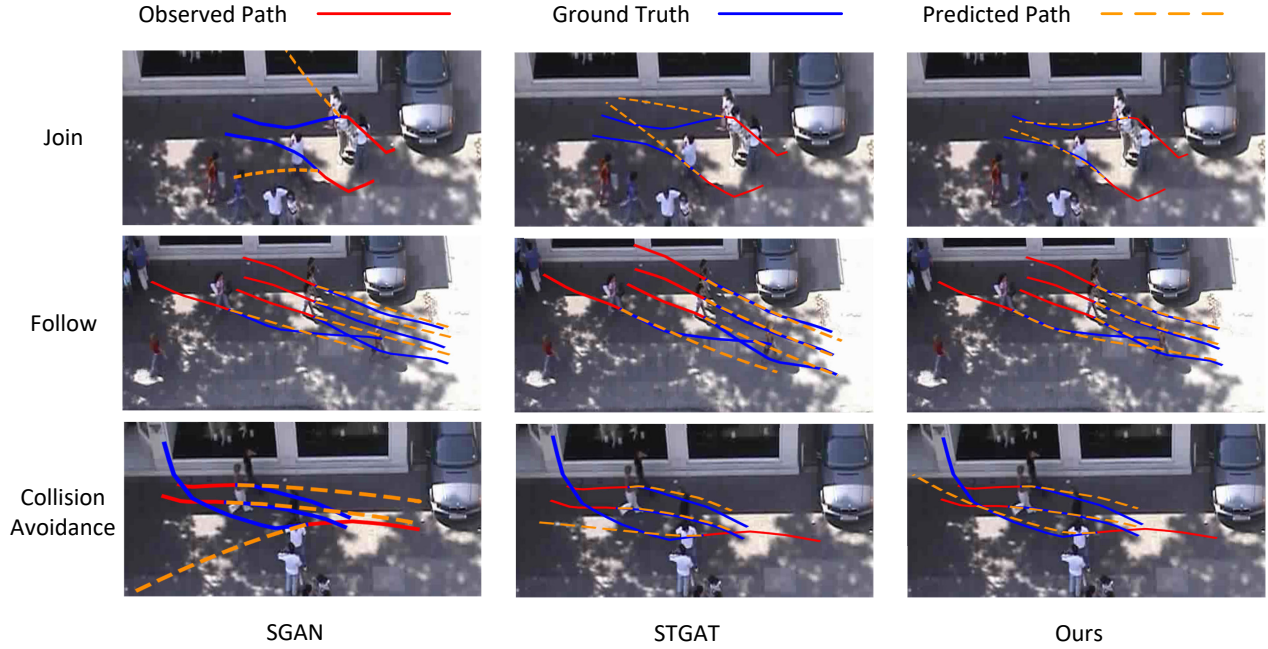 Observed Path Ground Truth Predicted Path
Join
Follow
Collision
Avoidance
SGAN STGAT Ours